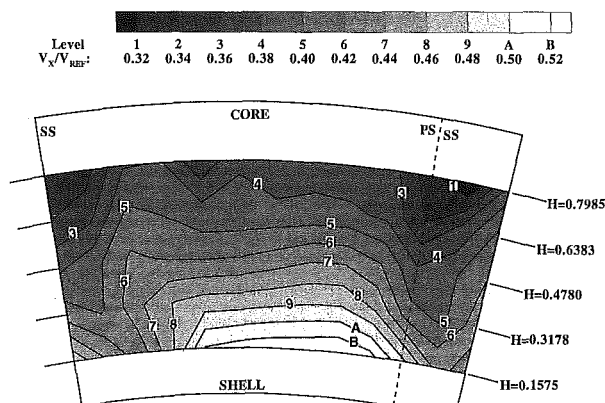 Level 1 2 3 4 5 6 7 8 9 A B
V_X/V_REF: 0.32 0.34 0.36 0.38 0.40 0.42 0.44 0.46 0.48 0.50 0.52
SS CORE PS SS
4 3 1
H=0.7985
5
3 5 H=0.6383
6 4
7
6 H=0.4780
8
9
7 8 A 5 6 H=0.3178
B
SHELL H=0.1575